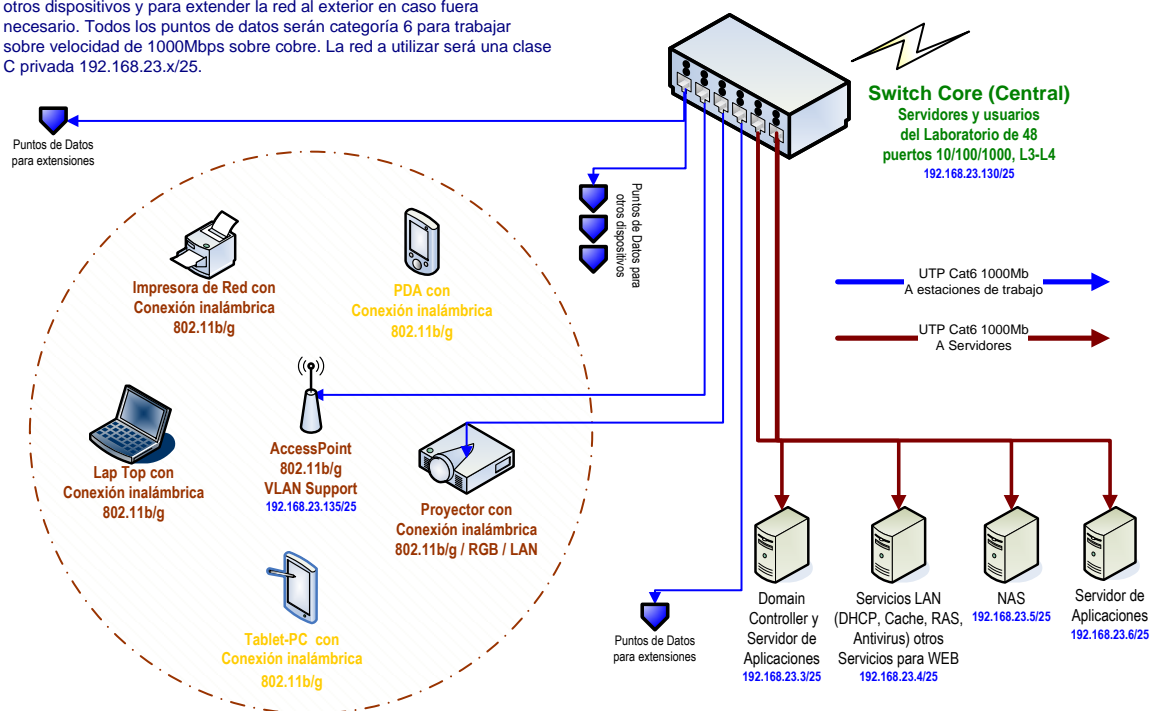 otros dispositivos y para extender la red al exterior en caso fuera
necesario. Todos los puntos de datos serán categoría 6 para trabajar
sobre velocidad de 1000Mbps sobre cobre. La red a utilizar será una clase
C privada 192.168.23.x/25.
Switch Core (Central)
Servidores y usuarios
del Laboratorio de 48
puertos 10/100/1000, L3-L4
192.168.23.130/25
Puntos de Datos
para extensiones
Puntos de Datos para
otros dispositivos
Impresora de Red con
Conexión inalámbrica
802.11b/g
PDA con
Conexión inalámbrica
802.11b/g
UTP Cat6 1000Mb
A estaciones de trabajo
UTP Cat6 1000Mb
A Servidores
Lap Top con
Conexión inalámbrica
802.11b/g
AccessPoint
802.11b/g
VLAN Support
192.168.23.135/25
Proyector con
Conexión inalámbrica
802.11b/g / RGB / LAN
Tablet-PC con
Conexión inalámbrica
802.11b/g
Puntos de Datos
para extensiones
Domain
Controller y
Servidor de
Aplicaciones
192.168.23.3/25
Servicios LAN
(DHCP, Cache, RAS,
Antivirus) otros
Servicios para WEB
192.168.23.4/25
NAS
192.168.23.5/25
Servidor de
Aplicaciones
192.168.23.6/25